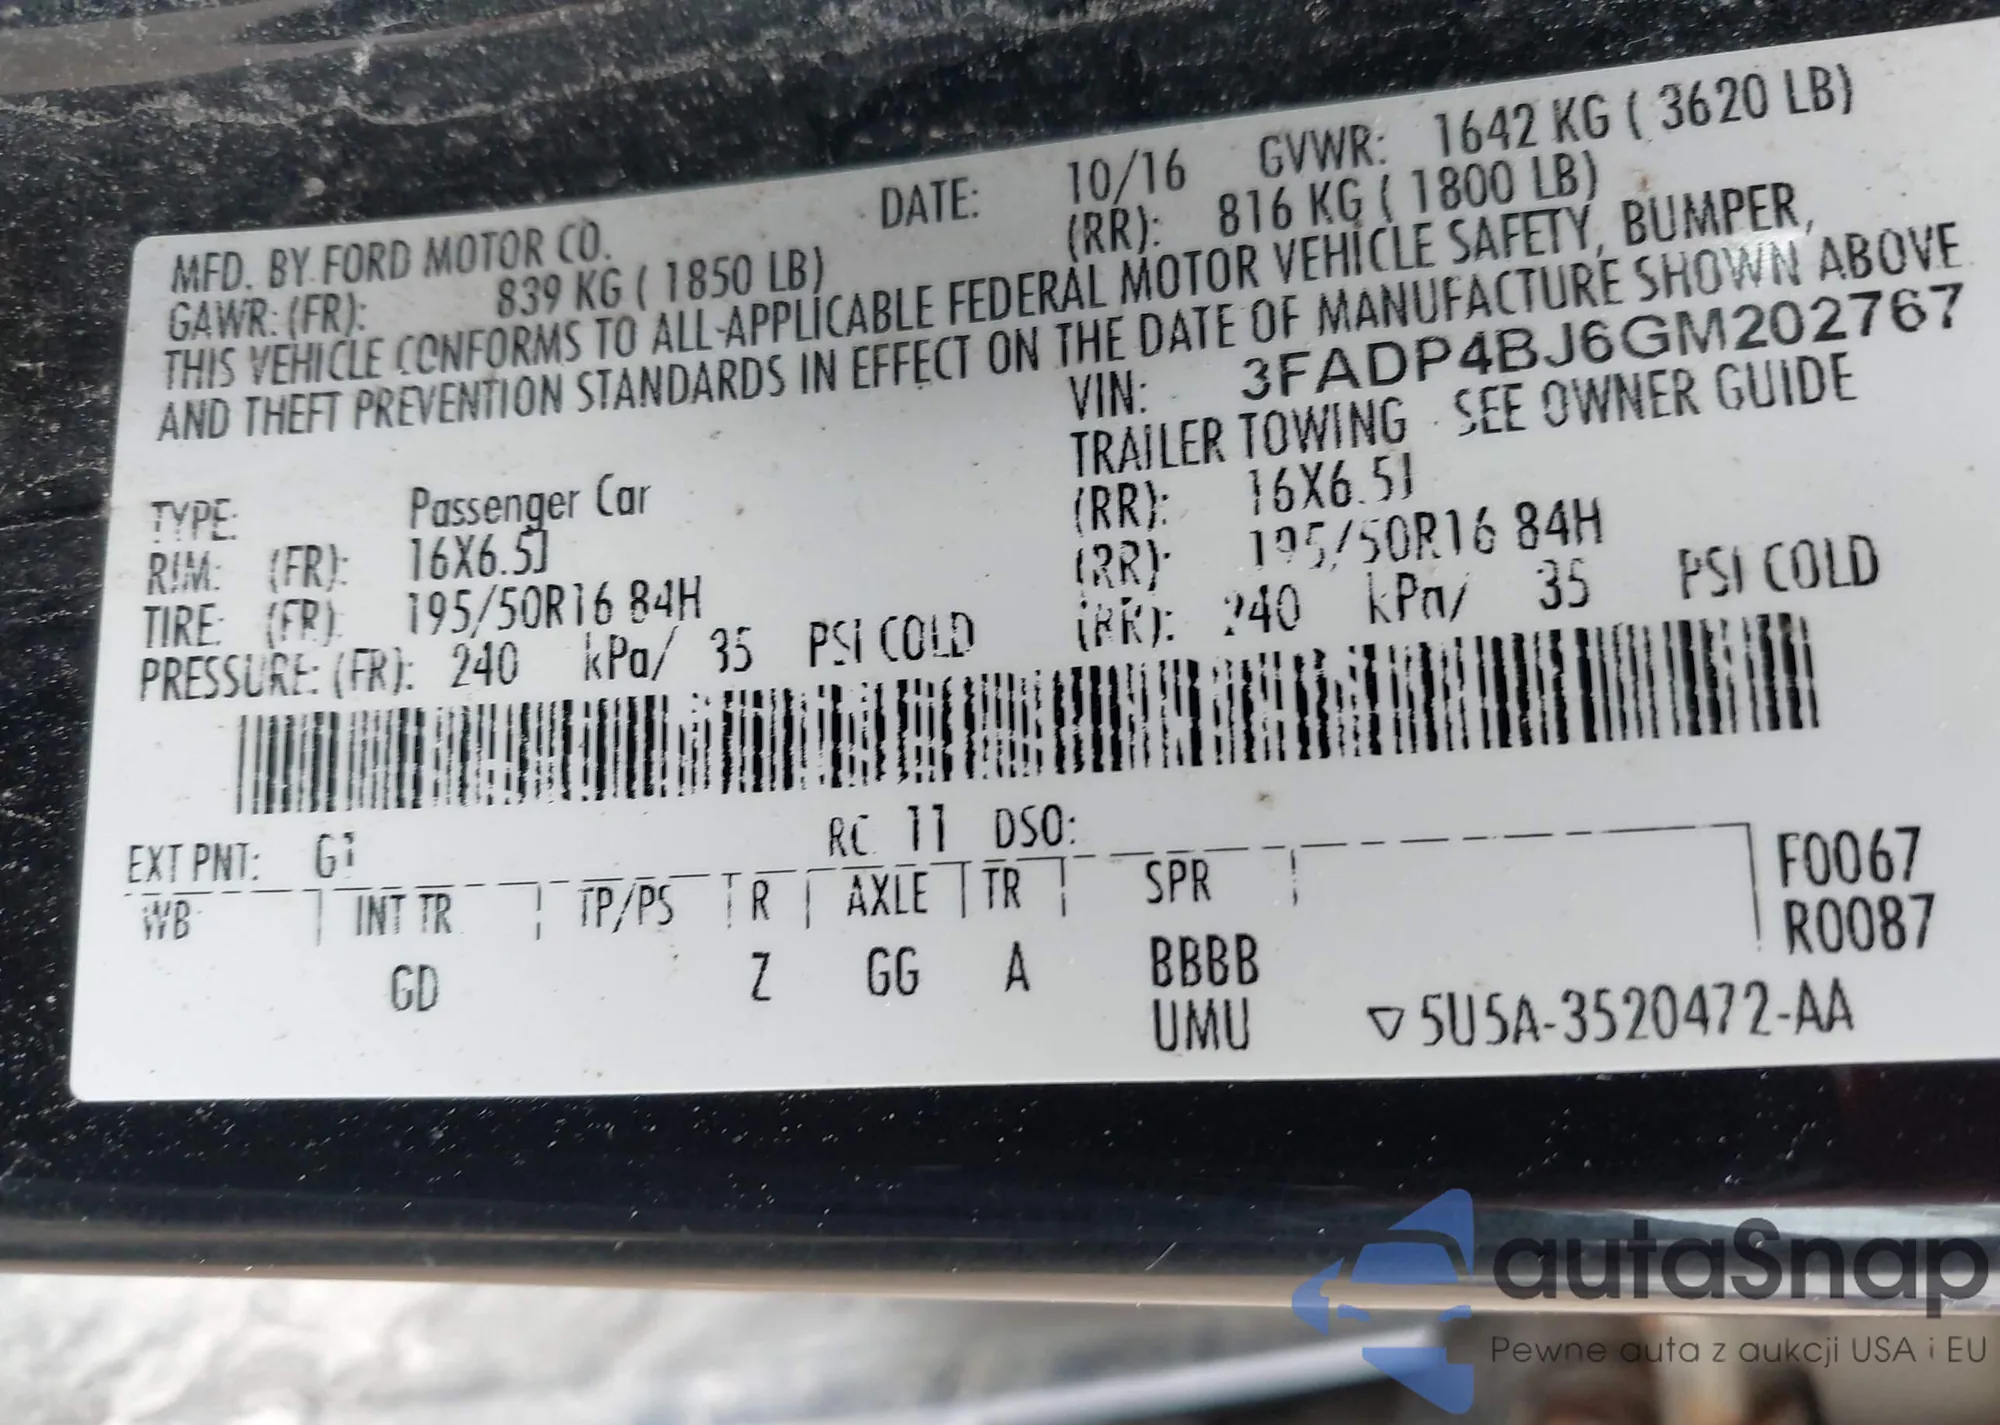 MFD. BY FORD MOTOR CO. DATE: 10/16 GVWR: 1642 KG ( 3620 LB)
GAWR: (FR): 839 KG ( 1850 LB) (RR): 816 KG ( 1800 LB)
THIS VEHICLE CONFORMS TO ALL-APPLICABLE FEDERAL MOTOR VEHICLE SAFETY, BUMPER,
AND THEFT PREVENTION STANDARDS IN EFFECT ON THE DATE OF MANUFACTURE SHOWN ABOVE
VIN: 3FADP4BJ6GM202767
TRAILER TOWING - SEE OWNER GUIDE
TYPE: Passenger Car
RIM: (FR): 16X6.5J (RR): 16X6.5J
TIRE: (FR): 195/50R16 84H (RR): 195/50R16 84H
PRESSURE: (FR): 240 kPa/ 35 PSI COLD (RR): 240 kPa/ 35 PSI COLD
EXT PNT: G1 RC 11 DSO:
WB INT TR TP/PS R AXLE TR SPR F0067
GD Z GG A BBBB R0087
UMU 5U5A-3520472-AA
autaSnap
Pewne auta z aukcji USA i EU